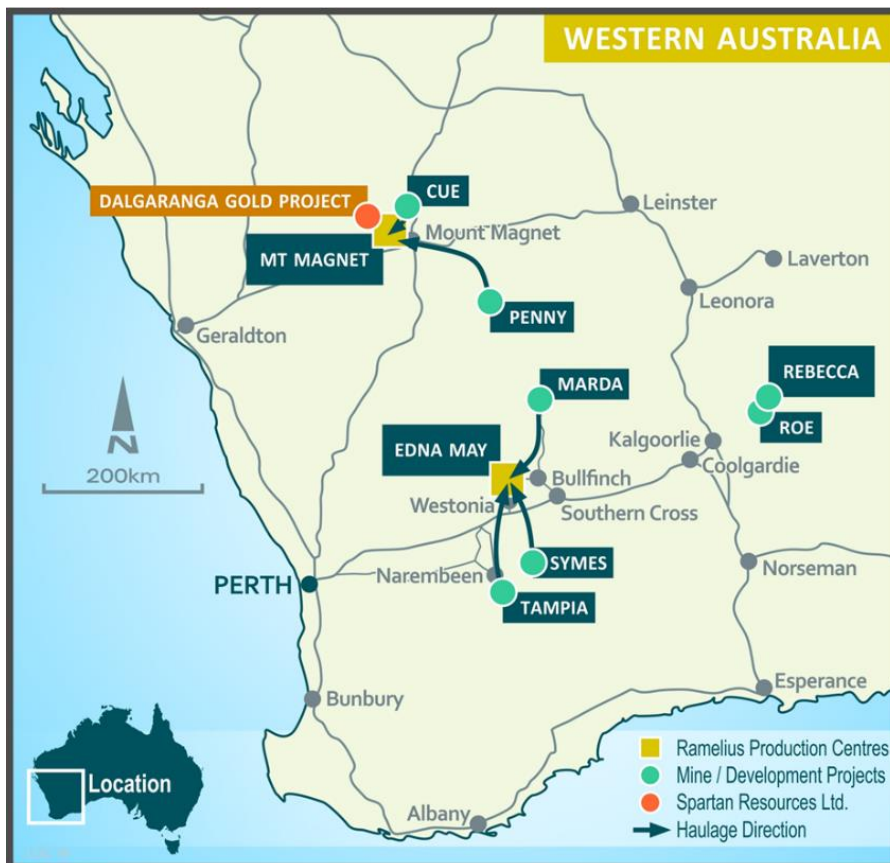 WESTERN AUSTRALIA
DALGARANGA GOLD PROJECT
CUE
Leinster
Mount Magnet
MT MAGNET
Laverton
Leonora
PENNY
Geraldton
REBECCA
MARDA
ROE
N
Kalgoorlie
EDNA MAY
Coolgardie
200km
Bullfinch
Westonia
Southern Cross
SYMES
Norseman
PERTH
Narembeen
TAMPIA
Esperance
Bunbury
Ramelius Production Centres
Location
Mine / Development Projects
Spartan Resources Ltd.
Albany
Haulage Direction